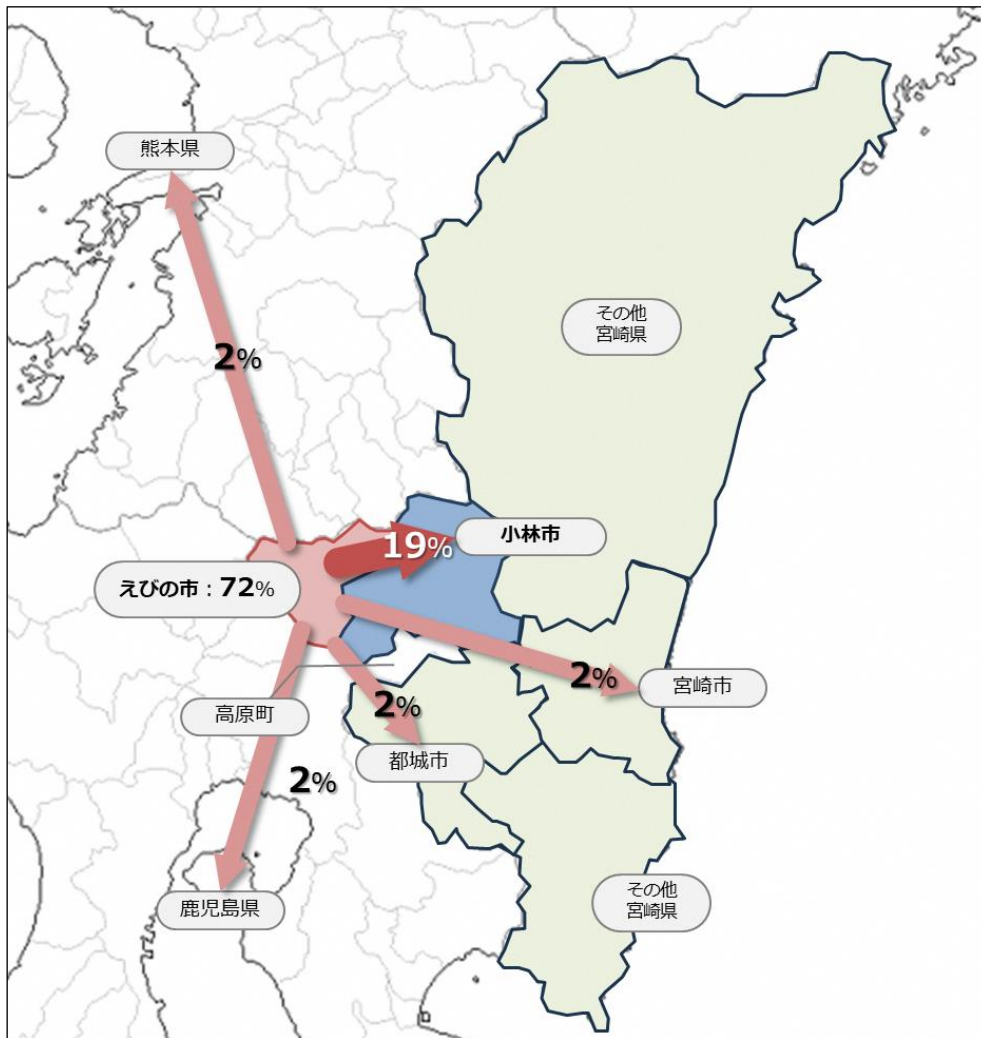 熊本県
2%
その他
宮崎県
19%
小林市
えびの市：72%
2%
宮崎市
高原町
2%
都城市
2%
鹿児島県
その他
宮崎県